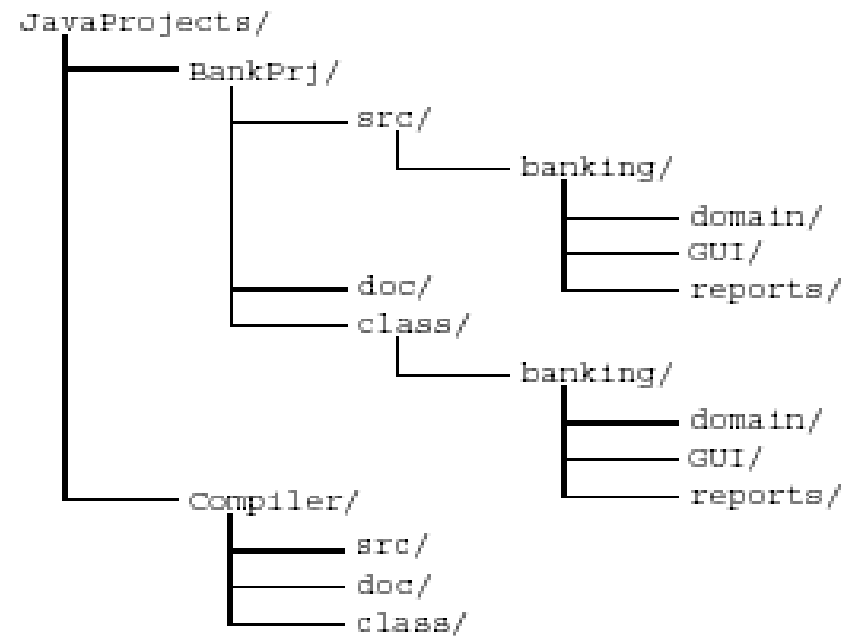 JavaProjects/
BankPrj/
src/
banking/
domain/
GUI/
reports/
doc/
class/
banking/
domain/
GUI/
reports/
Compiler/
src/
doc/
class/